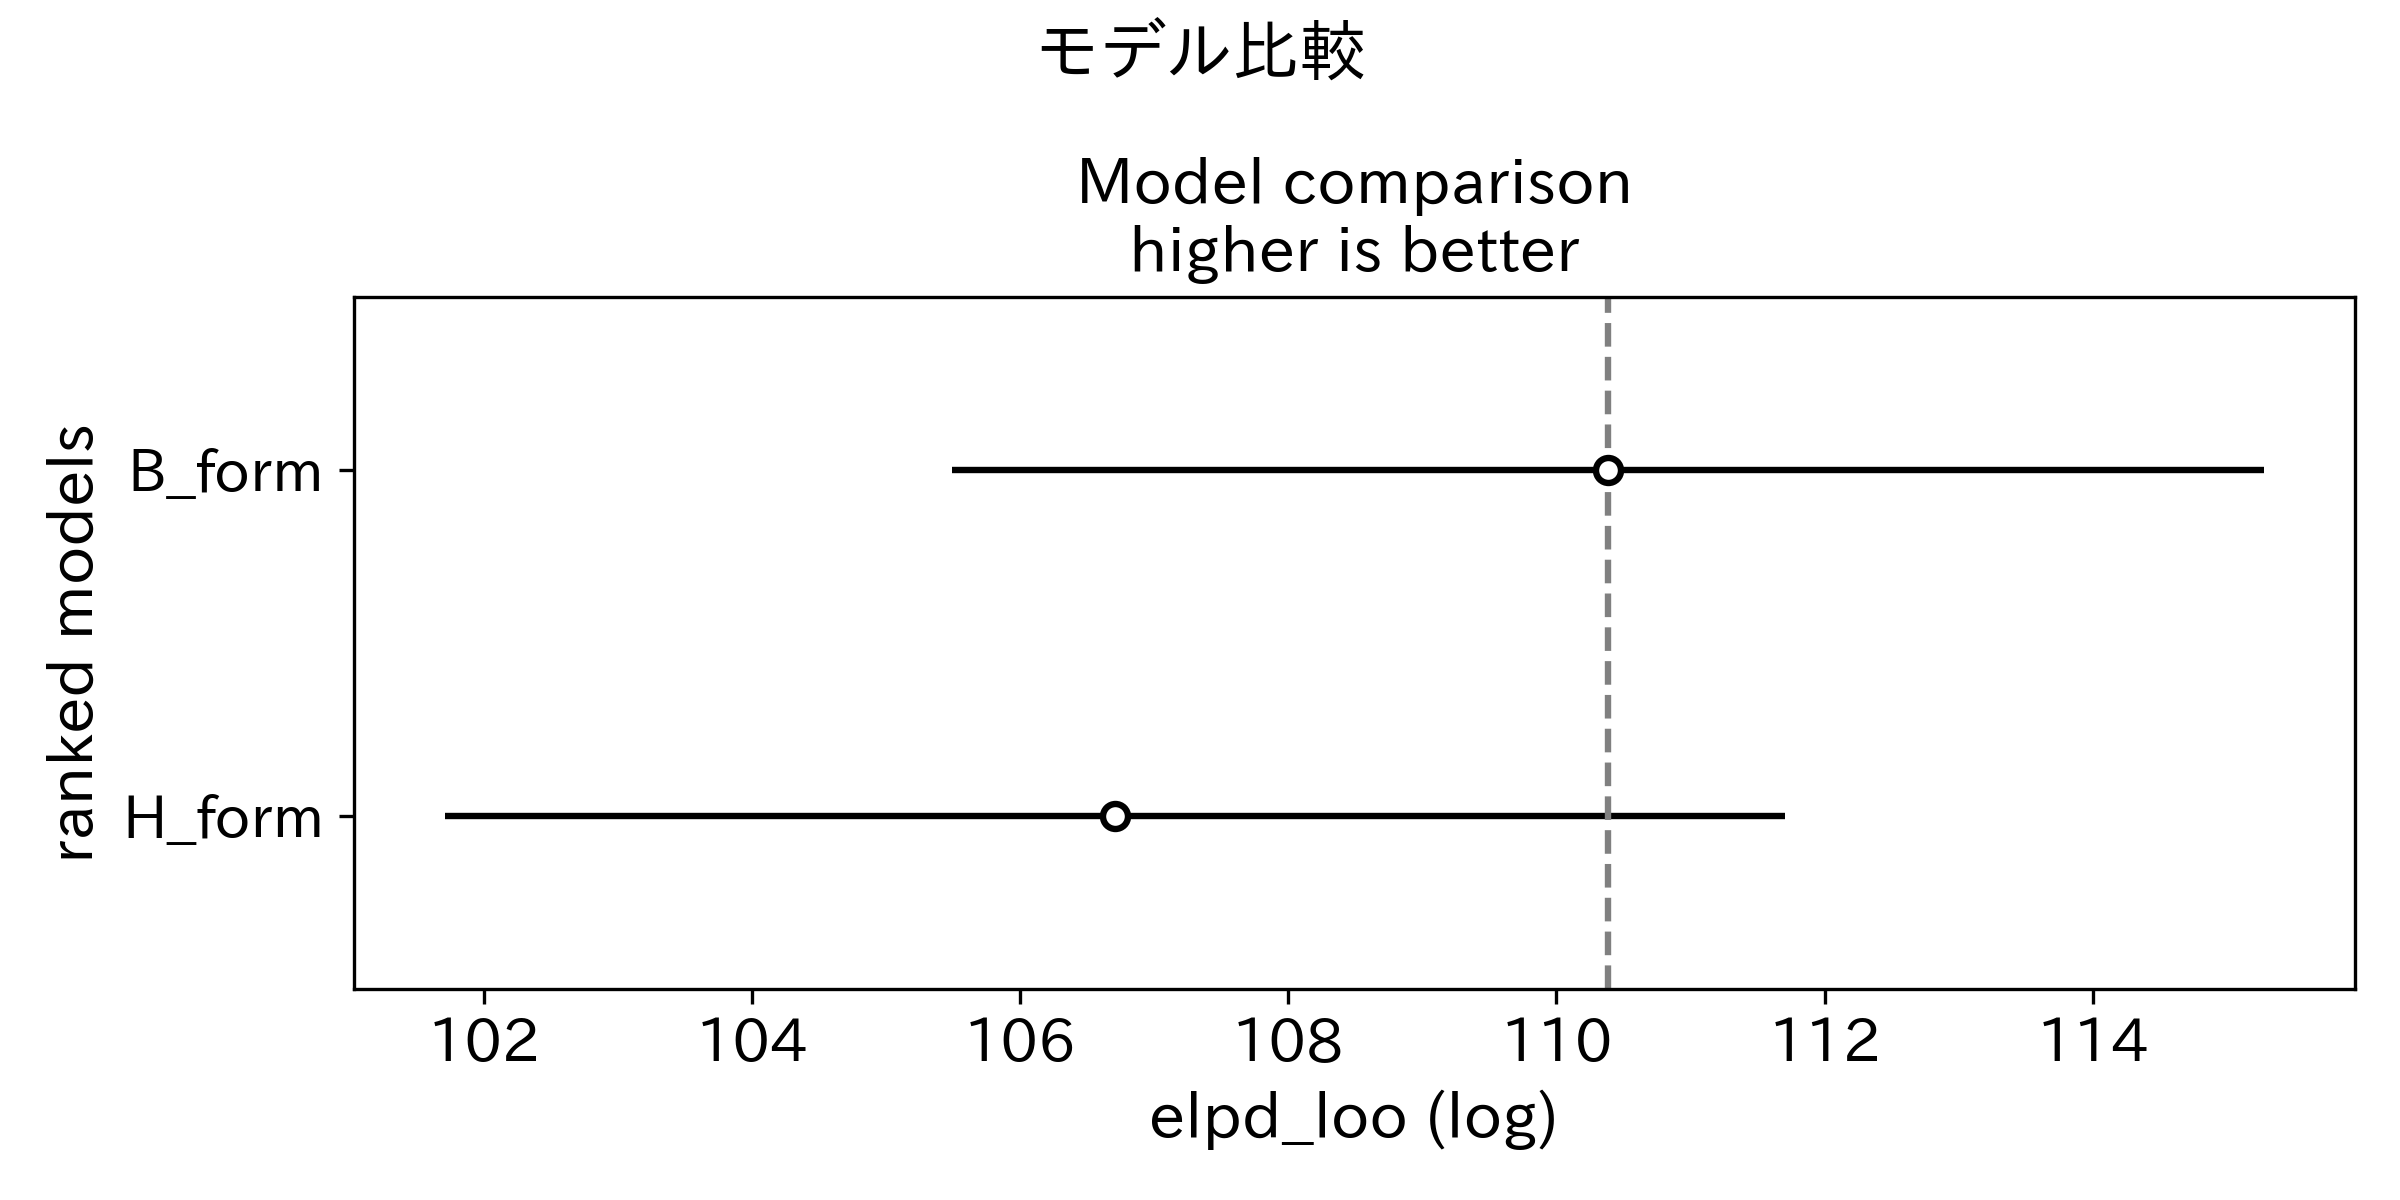 モデル比較
Model comparison
higher is better
ranked models
B_form
H_form
102 104 106 108 110 112 114
elpd_loo (log)